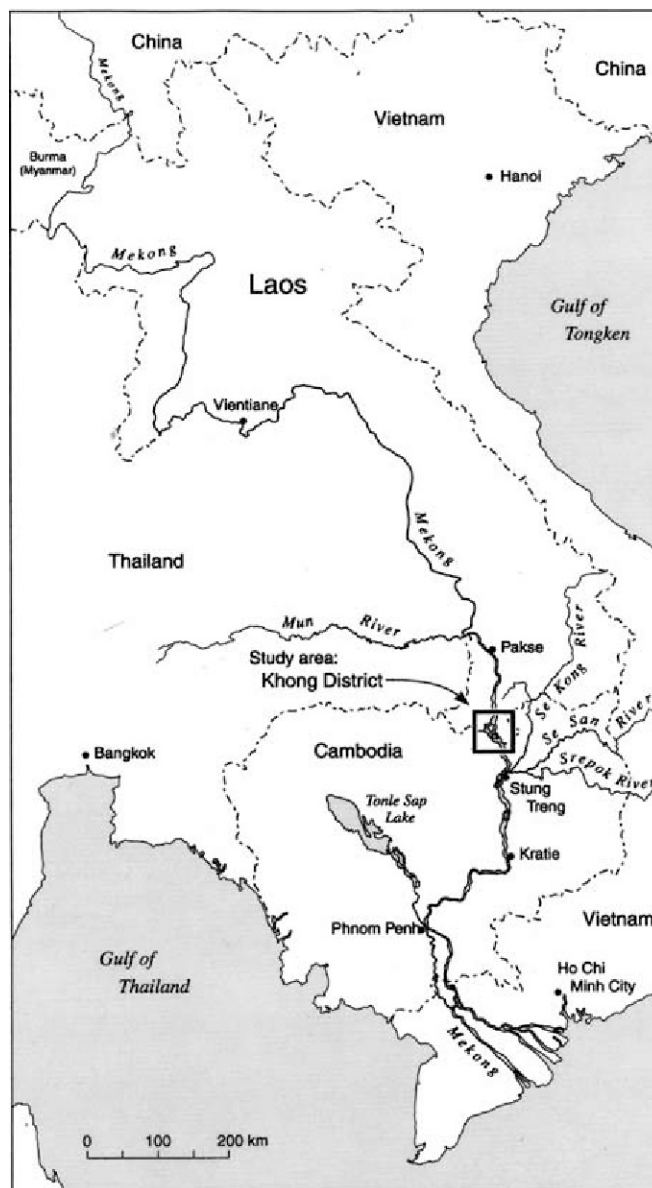 China
China
Mekong
Vietnam
Burma
(Myanmar)
Hanoi
Mekong
Laos
Gulf of
Tongken
Vientiane
Mekong
Thailand
Mun River
Pakse
Study area:
Khong District
Se Kong River
Se San River
Srepok River
Bangkok
Cambodia
Stung
Treng
Tonle Sap
Lake
Kratie
Phnom Penh
Vietnam
Gulf of
Thailand
Ho Chi
Minh City
Mekong
0 100 200 km